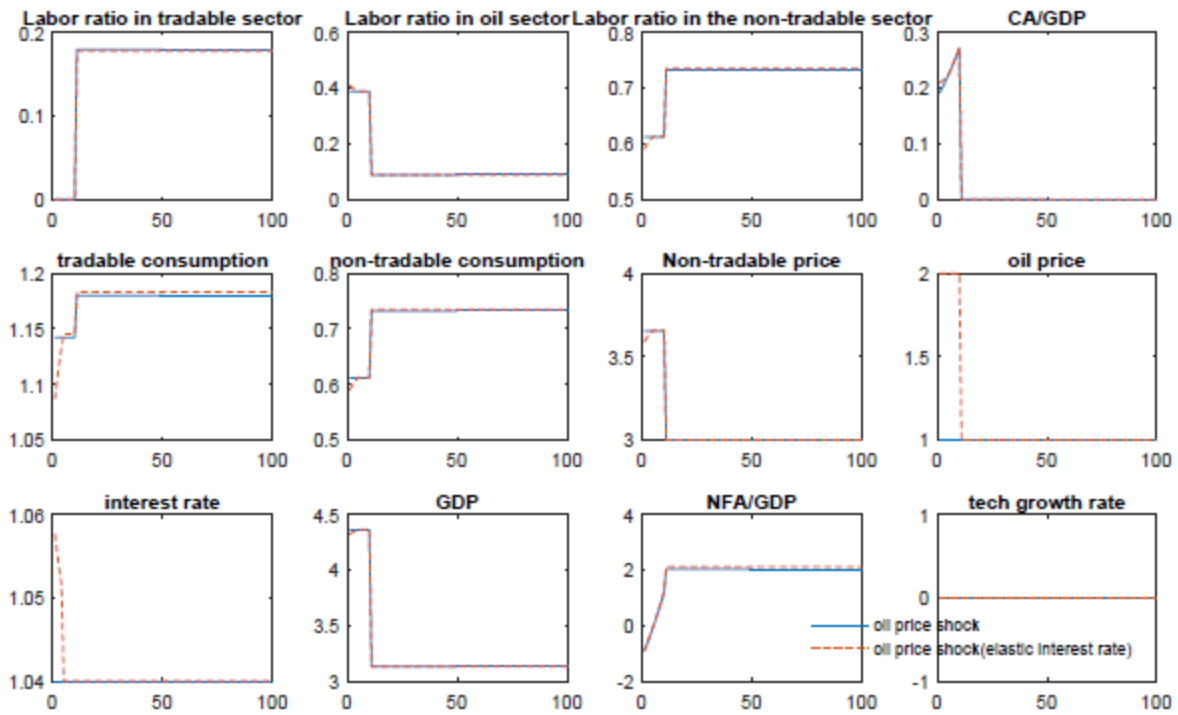 Labor ratio in tradable sector Labor ratio in oil sector Labor ratio in the non-tradable sector CA/GDP
0.2 0.6 0.8 0.3
0.7 0.2
0.1 0.4
0.6 0.1
0.2
0 0 0.5 0
0 50 100 0 50 100 0 50 100 0 50 100
tradable consumption non-tradable consumption Non-tradable price oil price
1.2 0.8 4 2
1.15 0.7
3.5 1.5
1.1 0.6
1.05 0.5 3 1
0 50 100 0 50 100 0 50 100 0 50 100
interest rate GDP NFA/GDP tech growth rate
1.06 4.5 4 1
4 2
1.05 0
3.5 0
oil price shock
oil price shock(elastic interest rate)
1.04 3 -2 -1
0 50 100 0 50 100 0 50 100 0 50 100